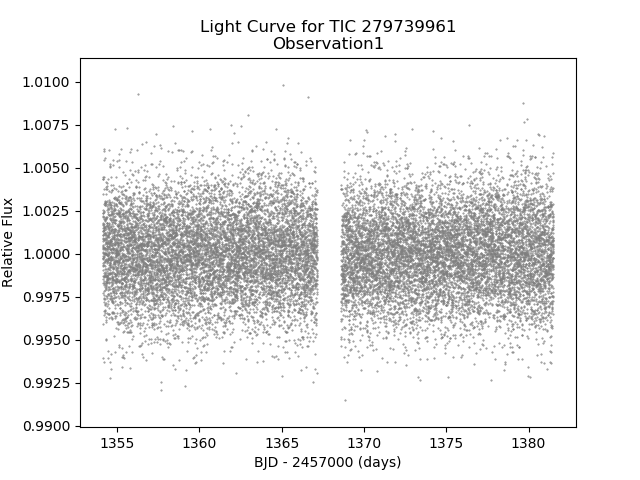 Light Curve for TIC 279739961
Observation1
1.0100
1.0075
1.0050
1.0025
1.0000
0.9975
0.9950
0.9925
0.9900
Relative Flux
1355 1360 1365 1370 1375 1380
BJD - 2457000 (days)